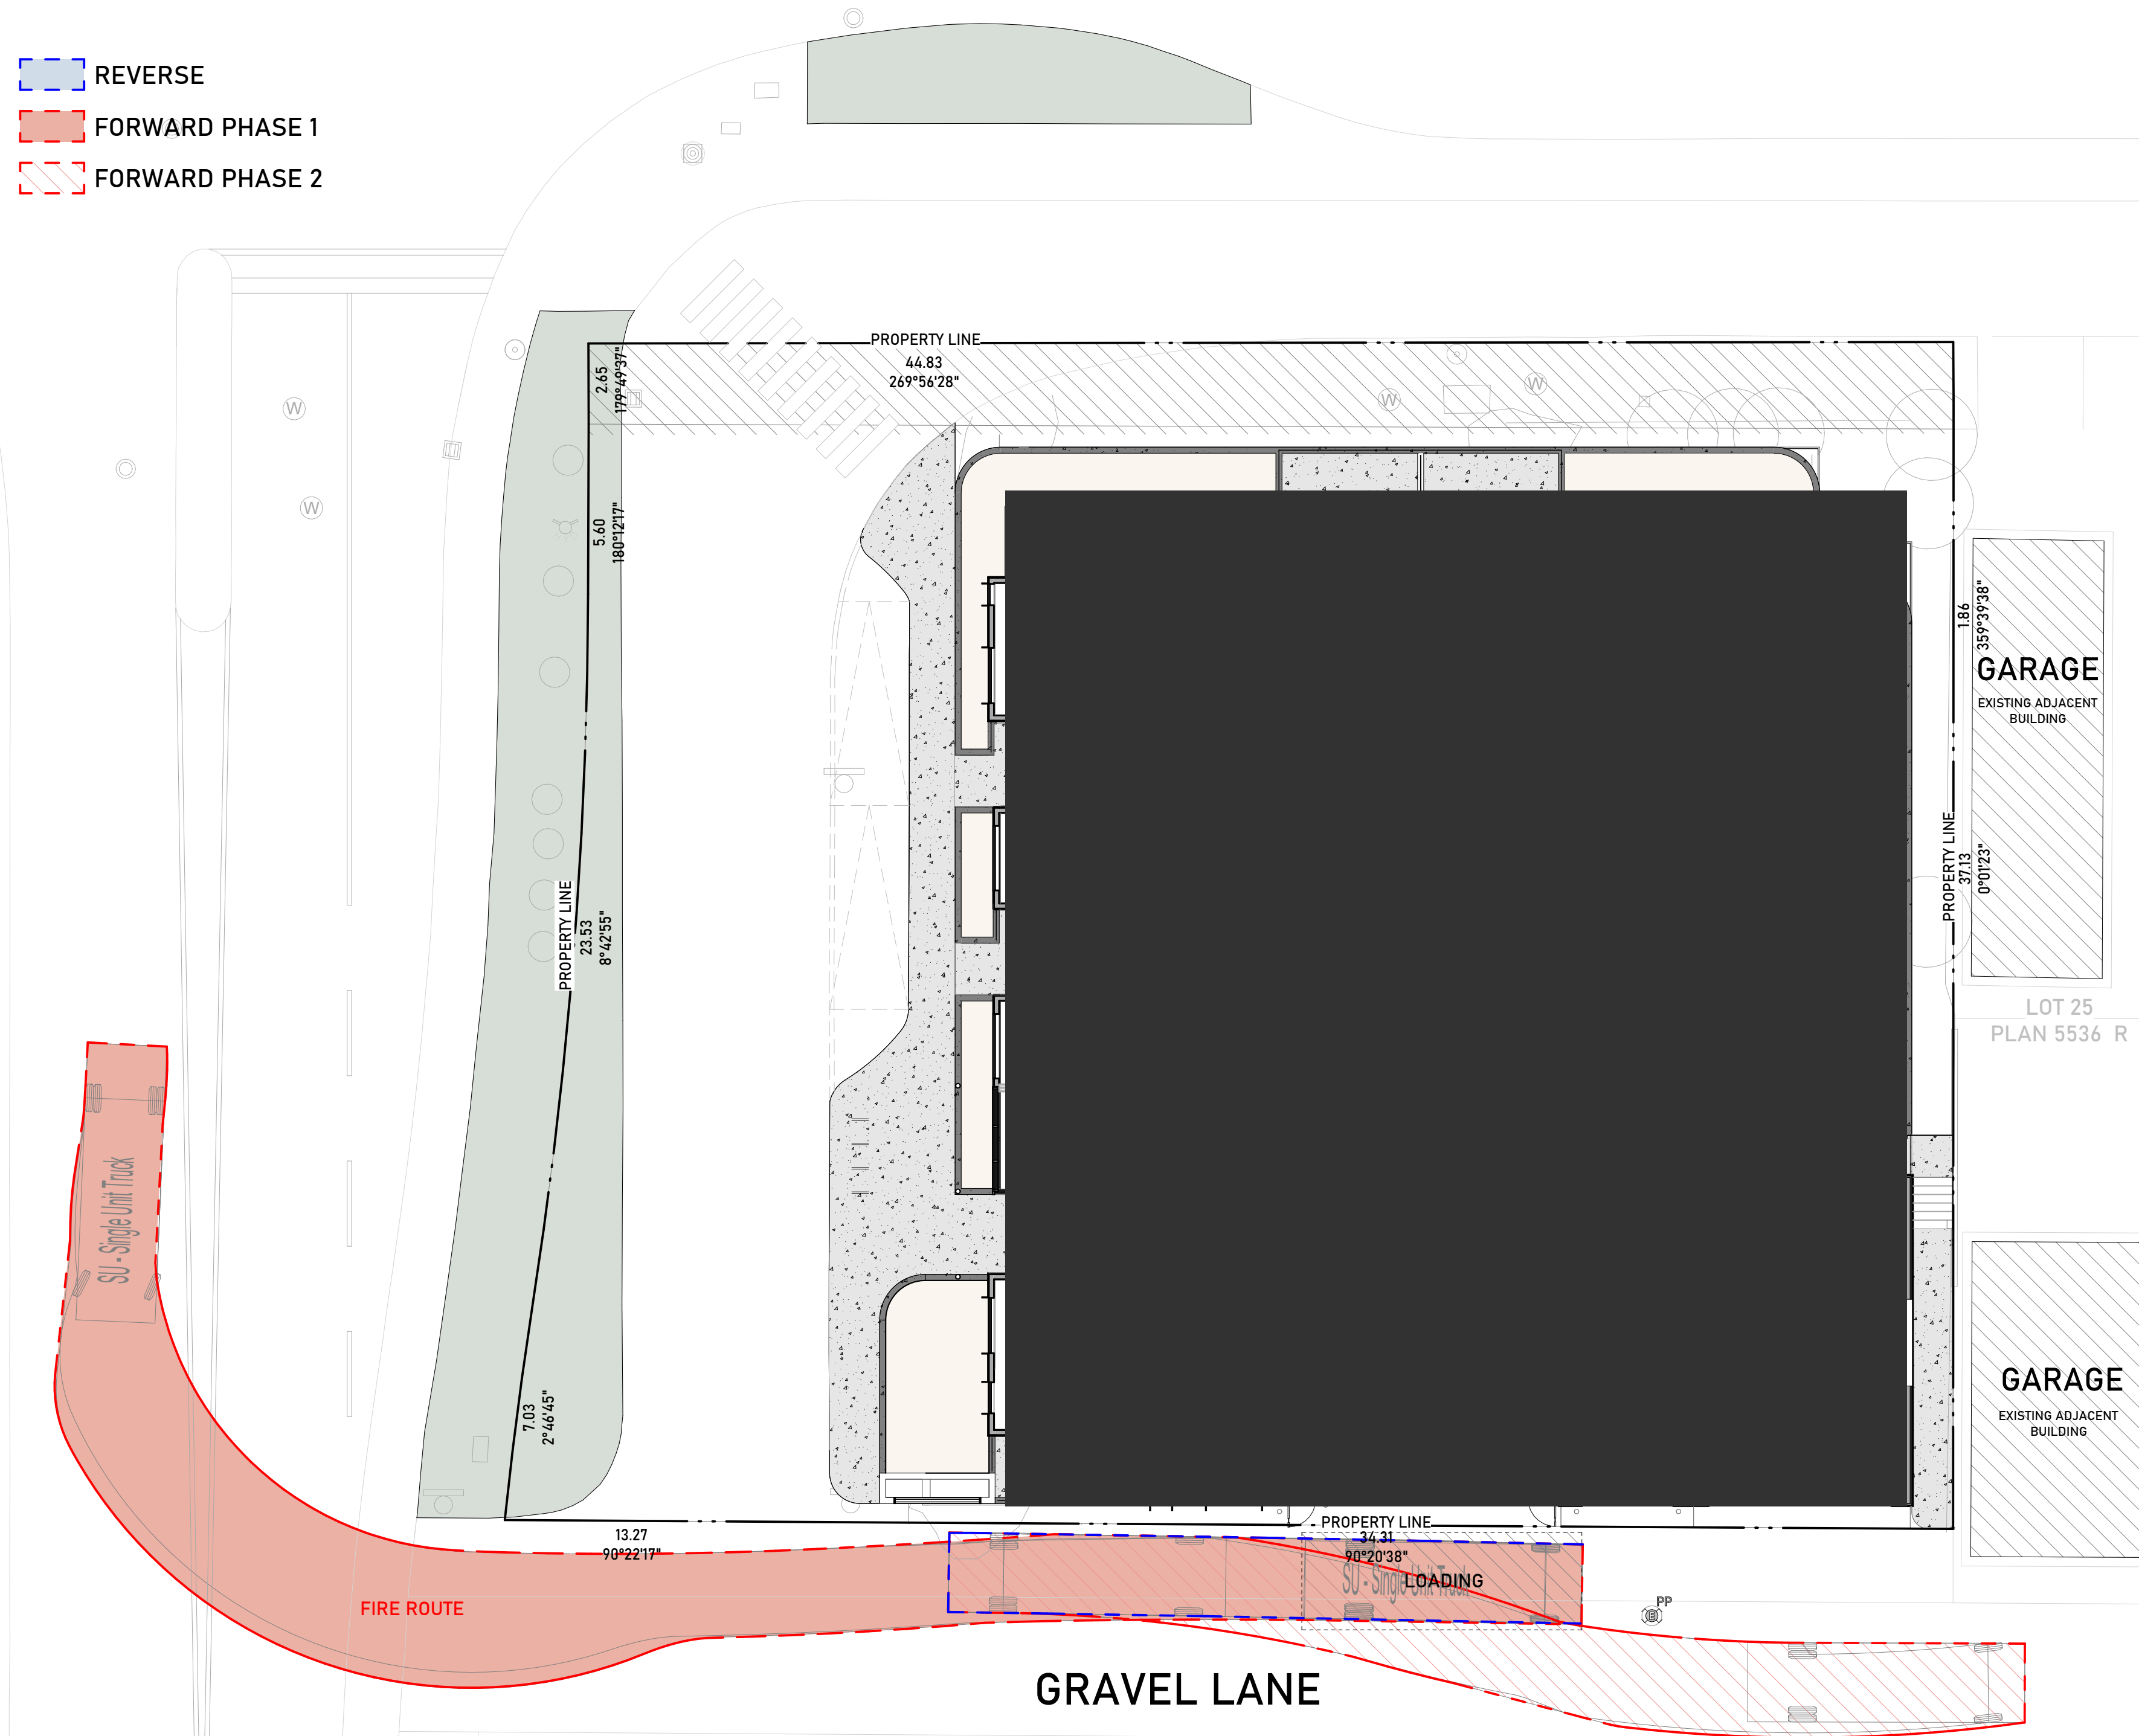 REVERSE
FORWARD PHASE 1
FORWARD PHASE 2
PROPERTY LINE
44.83
269°56'28"
2.65
179°49'37"
W
W
W
W
5.60
180°12'17"
1.86
359°39'38"
GARAGE
EXISTING ADJACENT
BUILDING
PROPERTY LINE
37.13
0°01'23"
PROPERTY LINE
23.53
8°42'55"
LOT 25
PLAN 5536 R
SU - Single Unit Truck
7.03
2°46'45"
GARAGE
EXISTING ADJACENT
BUILDING
PROPERTY LINE
13.27
90°22'17"
34.31
90°20'38"
SU - Single Unit Truck
LOADING
FIRE ROUTE
PP
GRAVEL LANE